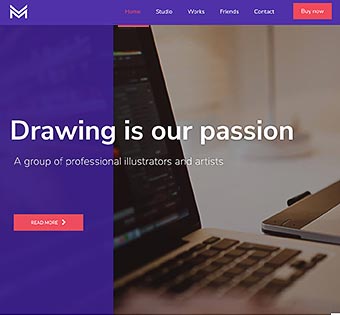 Home Studio Works Friends Contact Buy now
Drawing is our passion
A group of professional illustrators and artists
READ MORE